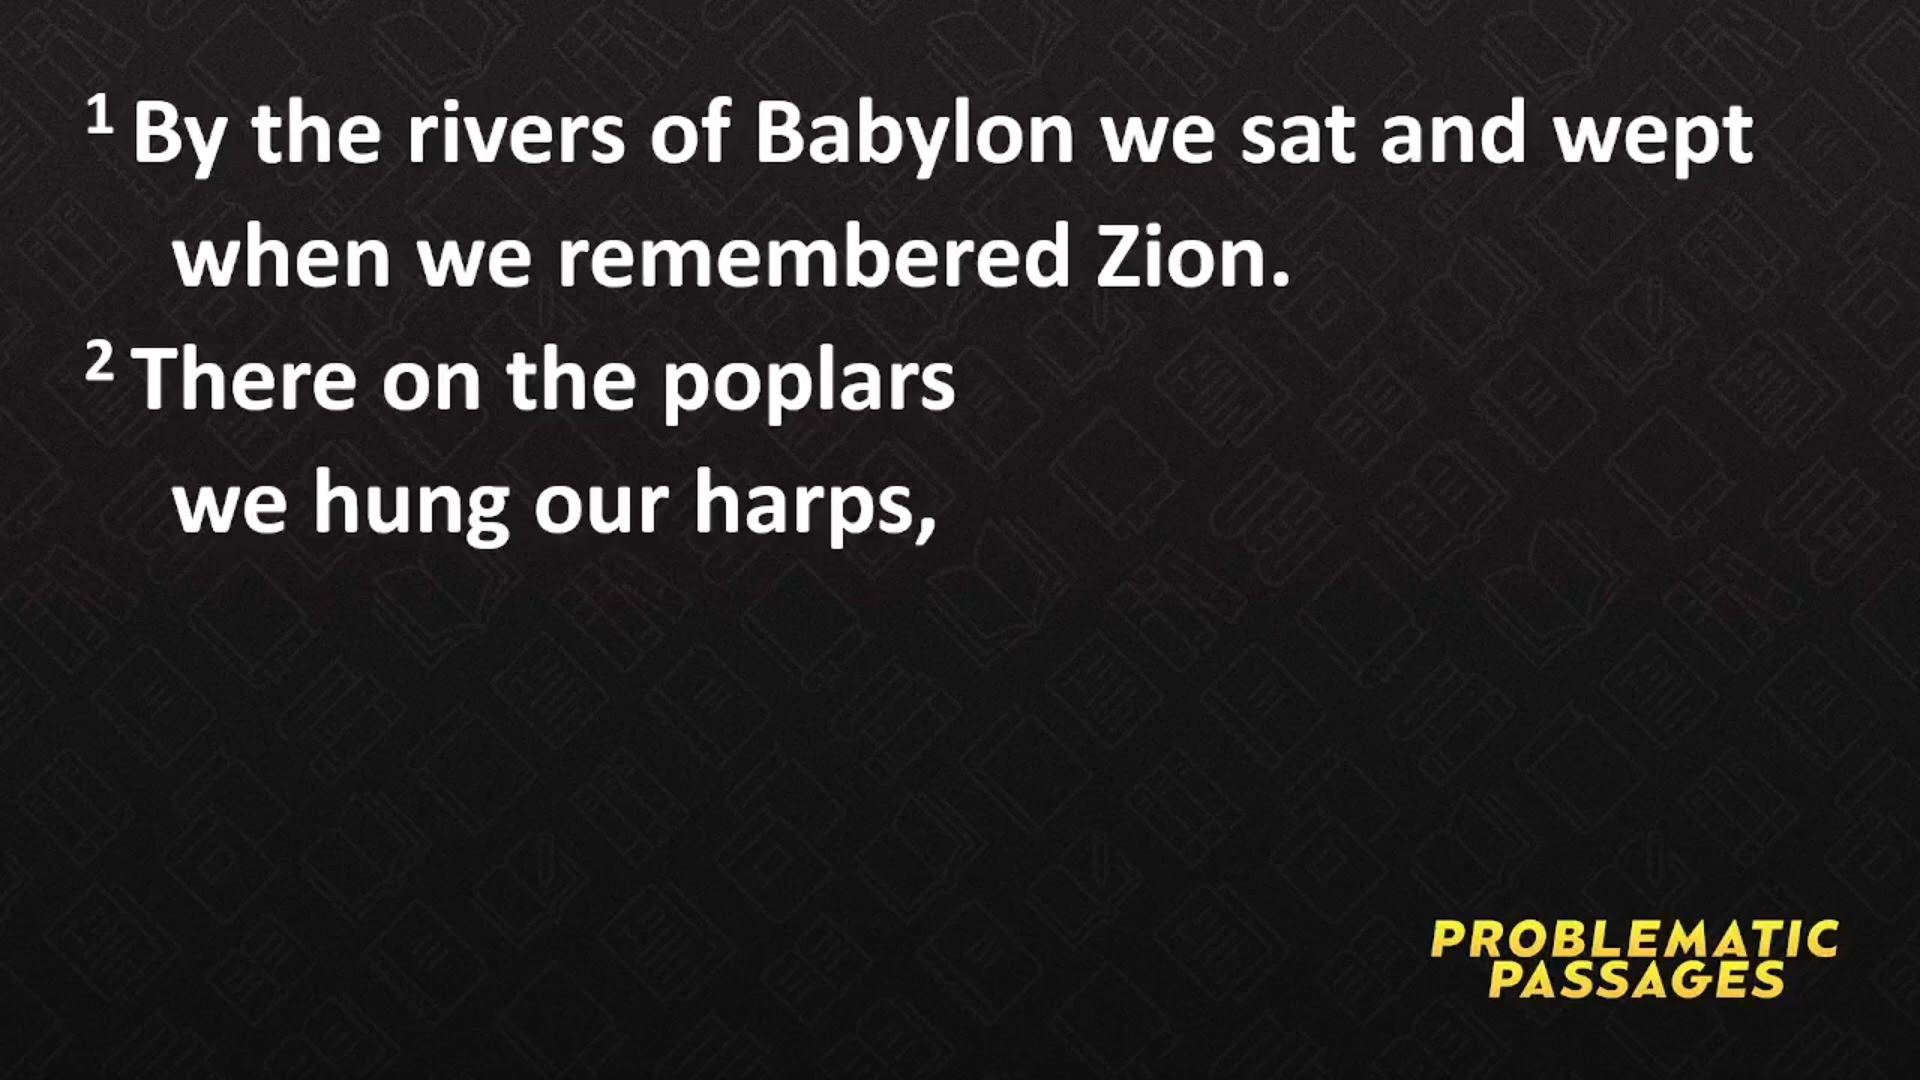 1 By the rivers of Babylon we sat and wept
when we remembered Zion.
2 There on the poplars
we hung our harps,
PROBLEMATIC
PASSAGES